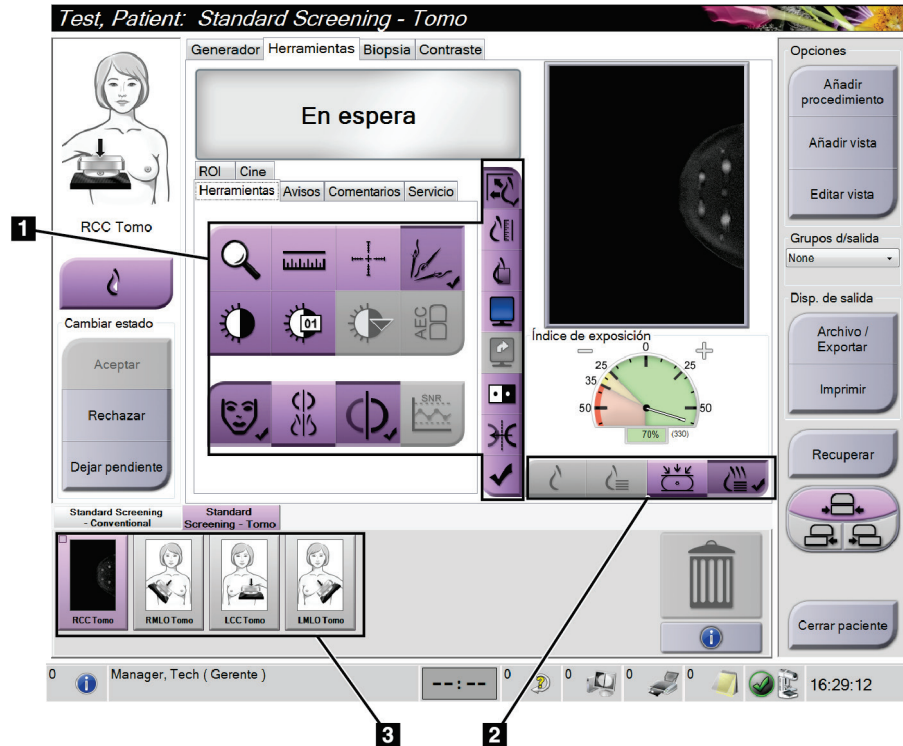 Test, Patient: Standard Screening - Tomo
Generador Herramientas Biopsia Contraste
En espera
ROI Cine
Herramientas Avisos Comentarios Servicio
RCC Tomo
1
01
AEC
SNR
Cambiar estado
Aceptar
Rechazar
Dejar pendiente
Índice de exposición
0
25 25
35
50 50
70% (330)
Opciones
Añadir
procedimiento
Añadir vista
Editar vista
Grupos d/salida
None
Disp. de salida
Archivo /
Exportar
Imprimir
Recuperar
Cerrar paciente
Standard Screening
- Conventional
Standard
Screening - Tomo
RCC Tomo RMLO Tomo LCC Tomo LMLO Tomo
0 Manager, Tech ( Gerente ) --:-- 0 0 0 0 16:29:12
3 2